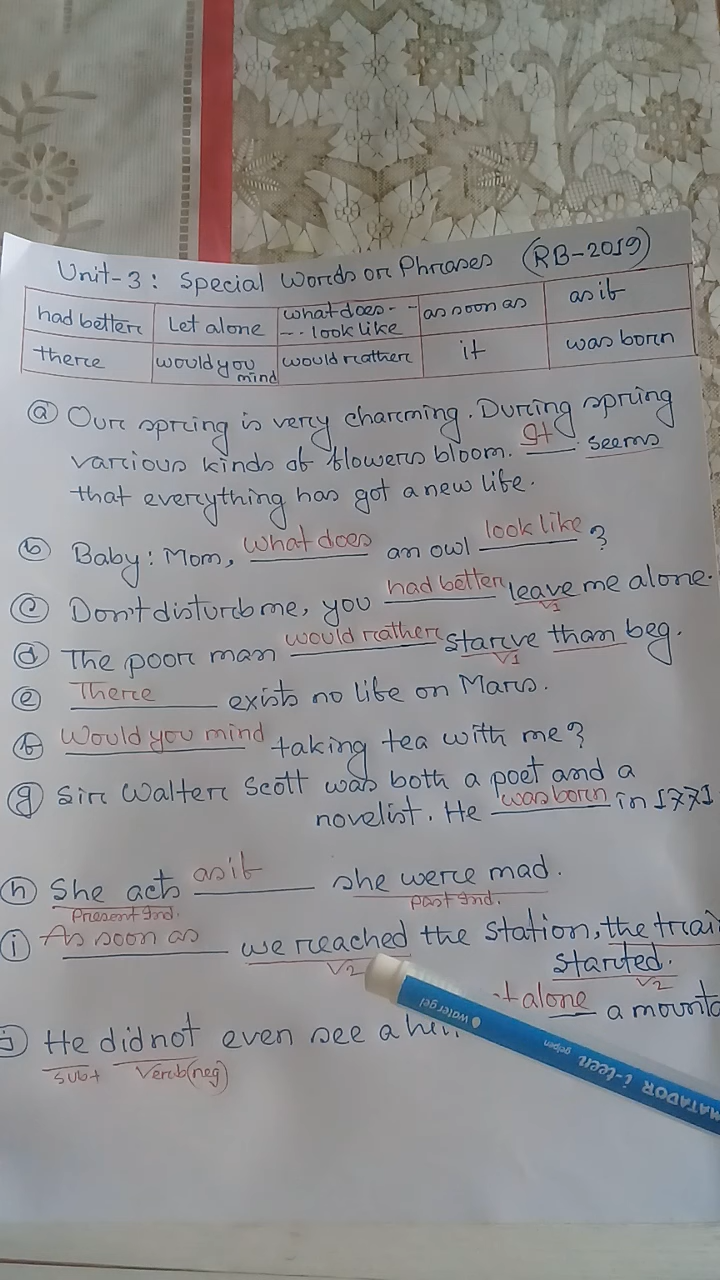 Unit-3: Special Words or Phrases (RB-2019)
had better Let alone what does-- --- look like as soon as as if
there would you mind would rather it was born
(a) Our spring is very charming. During spring
various kinds of flowers bloom. It seems
that everything has got a new life.
(b) Baby: Mom, what does an owl look like ?
(c) Don't disturb me, you had better leave me alone.
V1
(d) The poor man would rather starve than beg.
V1
(e) There exists no life on Mars.
(f) Would you mind taking tea with me?
(g) Sir Walter Scott was both a poet and a
novelist. He was born in 1771
(h) She acts as if she were mad.
Present Ind. Past Ind.
(i) As soon as we reached the station, the trai
V2
started.
V2
t alone a mounta
j) He did not even see a hi
Sub+ Verb(neg)
water gel
MATADOR i-teen gelpen